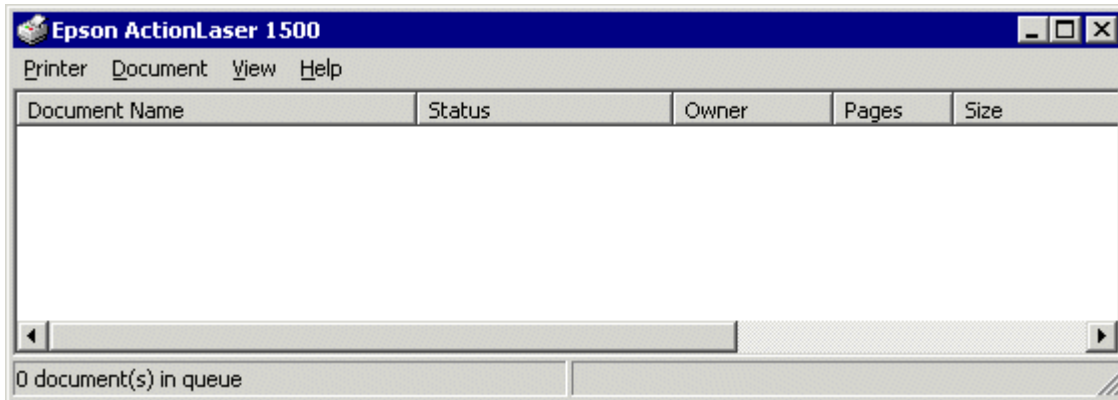 Epson ActionLaser 1500
Printer Document View Help
Document Name Status Owner Pages Size
0 document(s) in queue